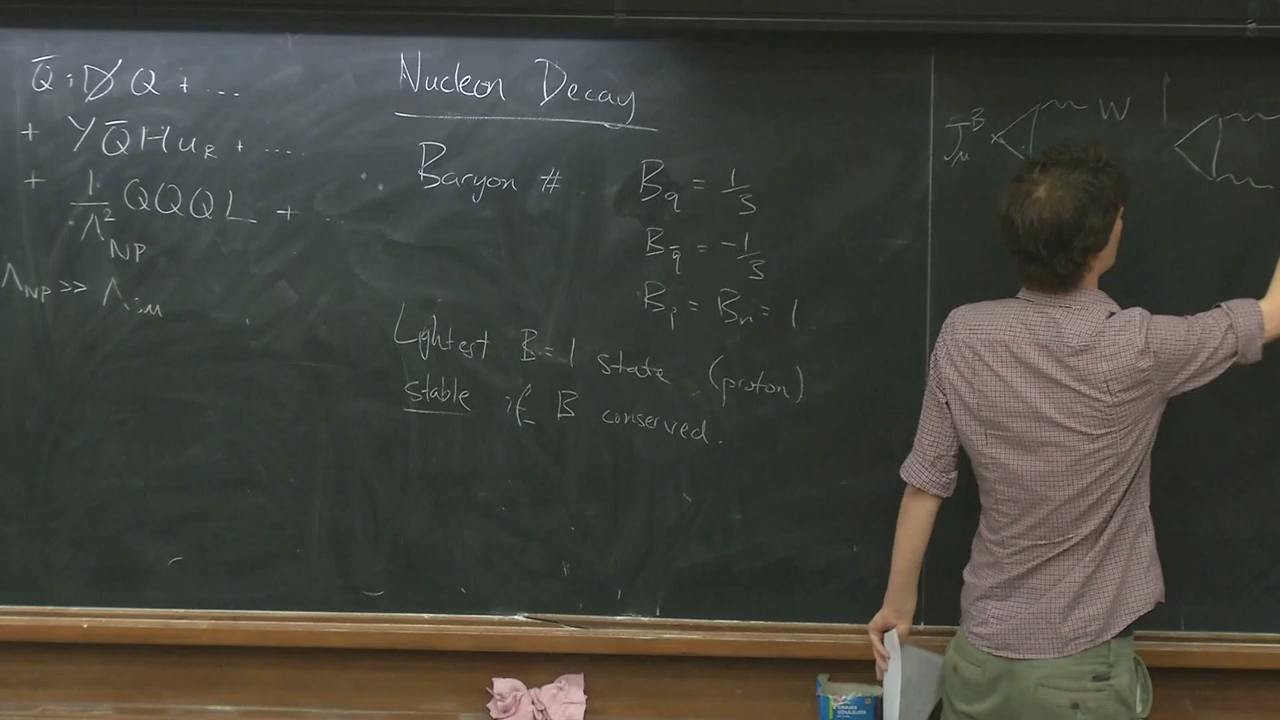 Q̄ i D̸ Q + ...
+ Y Q̄ H u_R + ....
+ 1/Λ²_NP QQQL + ..
Λ_NP >> Λ_SM
Nucleon Decay
Baryon #
B_q = 1/3
B_q̄ = -1/3
B_p = B_n = 1
Lightest B=1 state (proton)
stable if B conserved.
J_μ^B
W